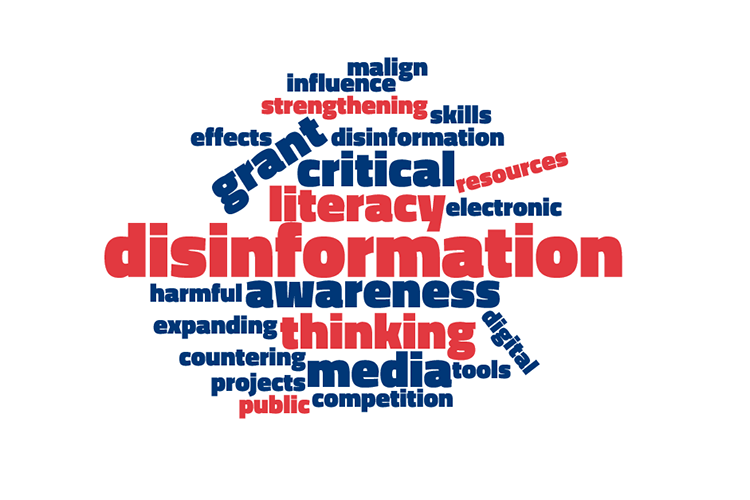 malign
influence
strengthening skills
effects grant disinformation
critical resources
literacy electronic
disinformation
harmful awareness
expanding thinking digital
countering media tools
projects
public competition